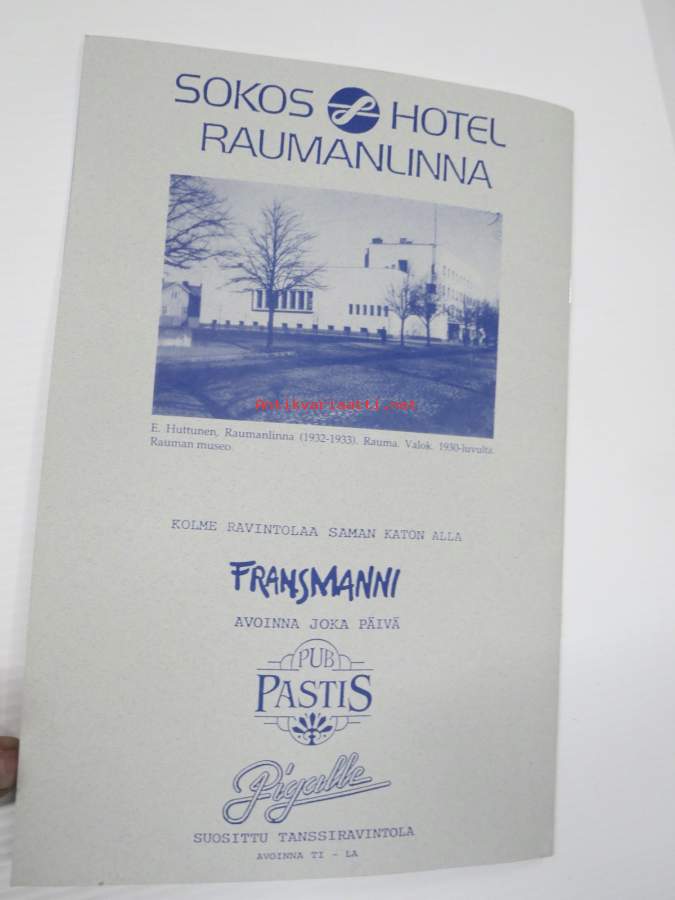 SOKOS HOTEL
RAUMANLINNA
Antikvariaatti.net
E. Huttunen, Raumanlinna (1932-1933). Rauma. Valok. 1930-luvulta.
Rauman museo.
KOLME RAVINTOLAA SAMAN KATON ALLA
FRANSMANNI
AVOINNA JOKA PÄIVÄ
PUB
PASTIS
Pigalle
SUOSITTU TANSSIRAVINTOLA
AVOINNA TI - LA